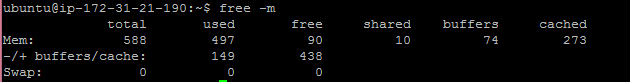 ubuntu@ip-172-31-21-190:~$ free -m
total used free shared buffers cached
Mem: 588 497 90 10 74 273
-/+ buffers/cache: 149 438
Swap: 0 0 0